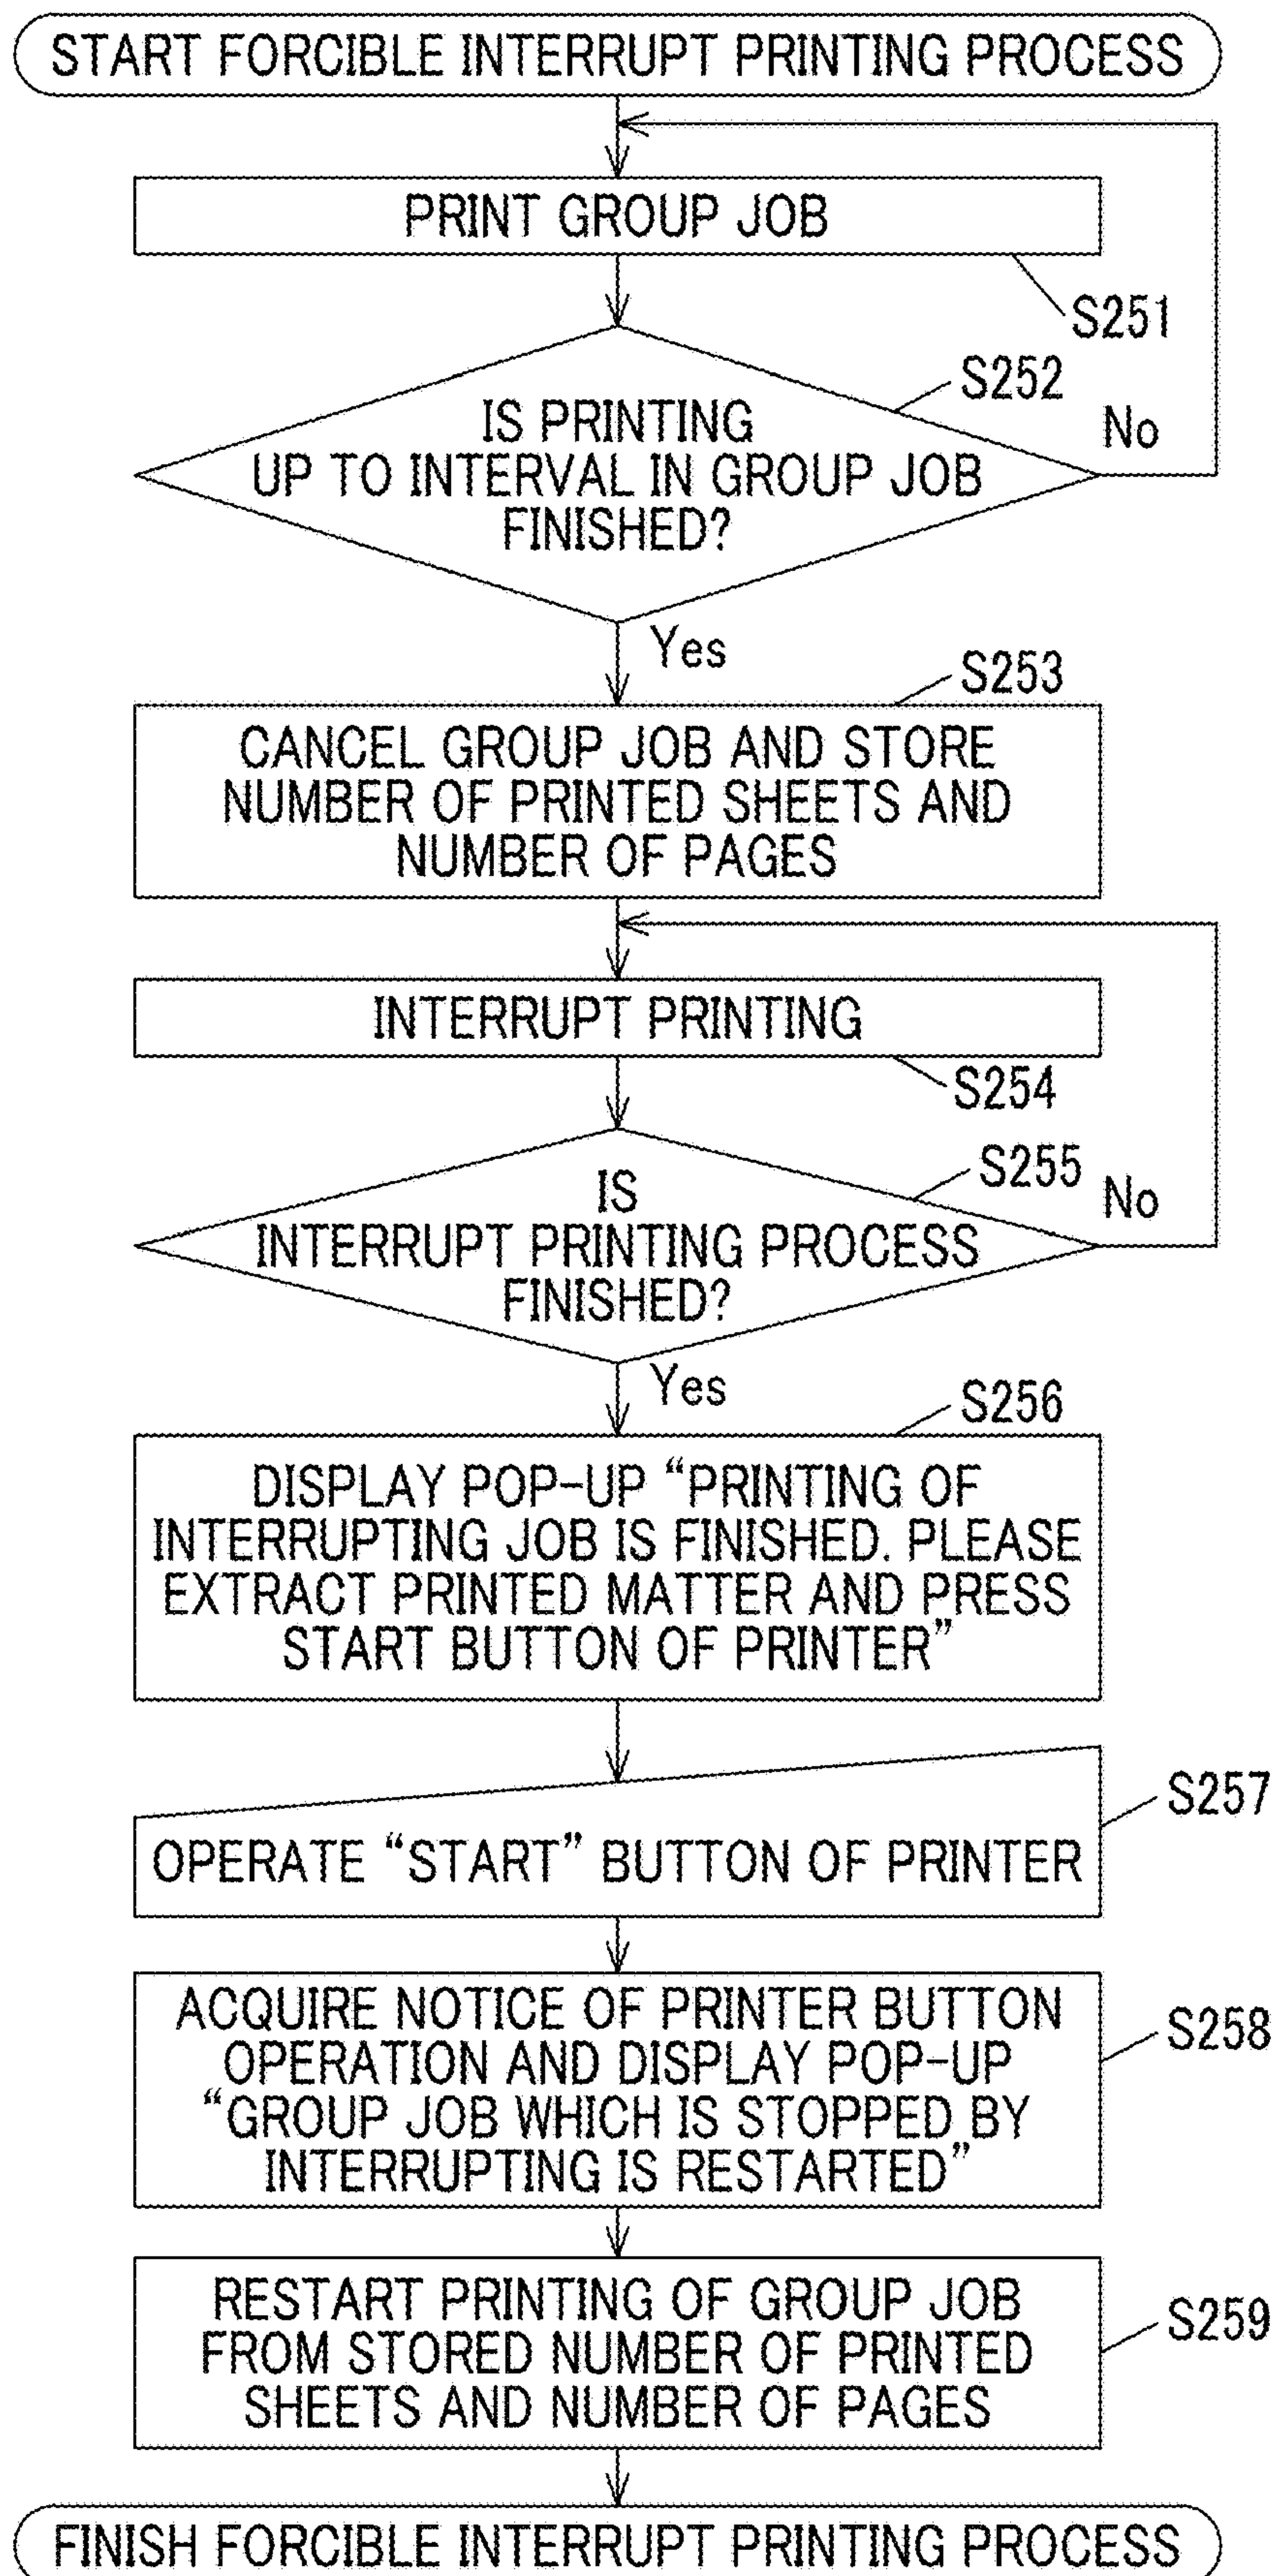 START FORCIBLE INTERRUPT PRINTING PROCESS
PRINT GROUP JOB
S251
S252
IS PRINTING
UP TO INTERVAL IN GROUP JOB
FINISHED?
No
Yes
S253
CANCEL GROUP JOB AND STORE
NUMBER OF PRINTED SHEETS AND
NUMBER OF PAGES
INTERRUPT PRINTING
S254
S255
IS
INTERRUPT PRINTING PROCESS
FINISHED?
No
Yes
S256
DISPLAY POP-UP “PRINTING OF
INTERRUPTING JOB IS FINISHED. PLEASE
EXTRACT PRINTED MATTER AND PRESS
START BUTTON OF PRINTER”
S257
OPERATE “START” BUTTON OF PRINTER
ACQUIRE NOTICE OF PRINTER BUTTON
OPERATION AND DISPLAY POP-UP
“GROUP JOB WHICH IS STOPPED BY
INTERRUPTING IS RESTARTED”
S258
RESTART PRINTING OF GROUP JOB
FROM STORED NUMBER OF PRINTED
SHEETS AND NUMBER OF PAGES
S259
FINISH FORCIBLE INTERRUPT PRINTING PROCESS